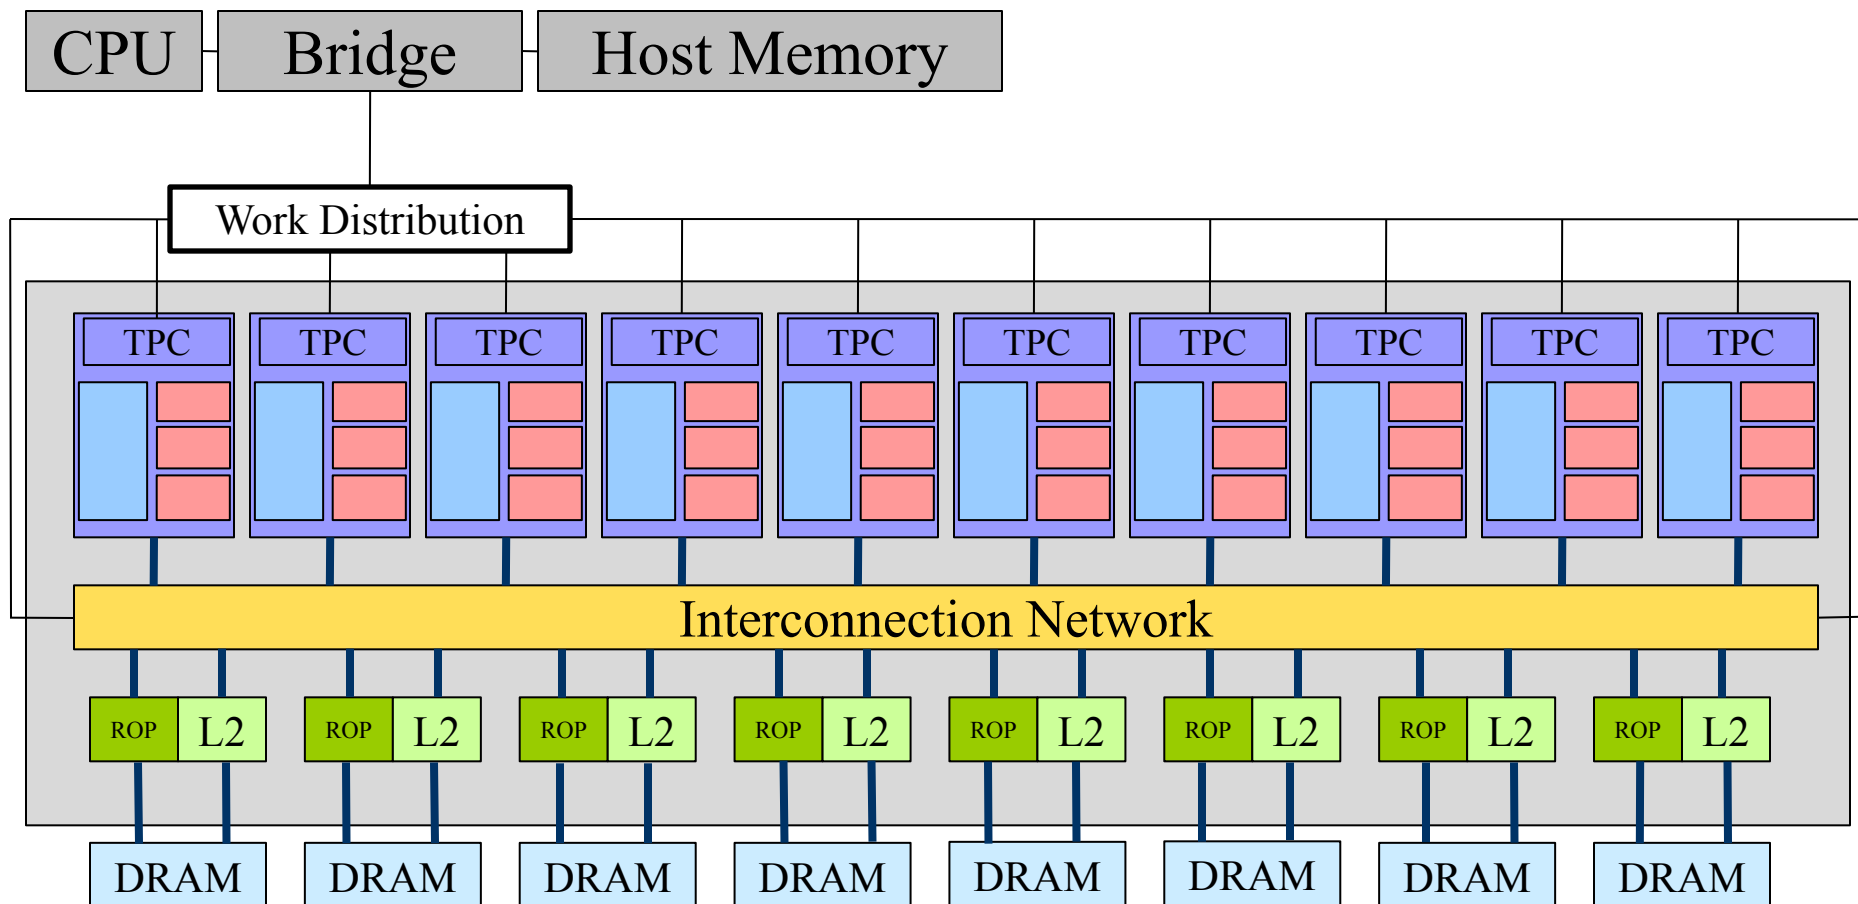 CPU Bridge Host Memory
Work Distribution
TPC TPC TPC TPC TPC TPC TPC TPC TPC TPC
Interconnection Network
ROP L2 ROP L2 ROP L2 ROP L2 ROP L2 ROP L2 ROP L2 ROP L2
DRAM DRAM DRAM DRAM DRAM DRAM DRAM DRAM